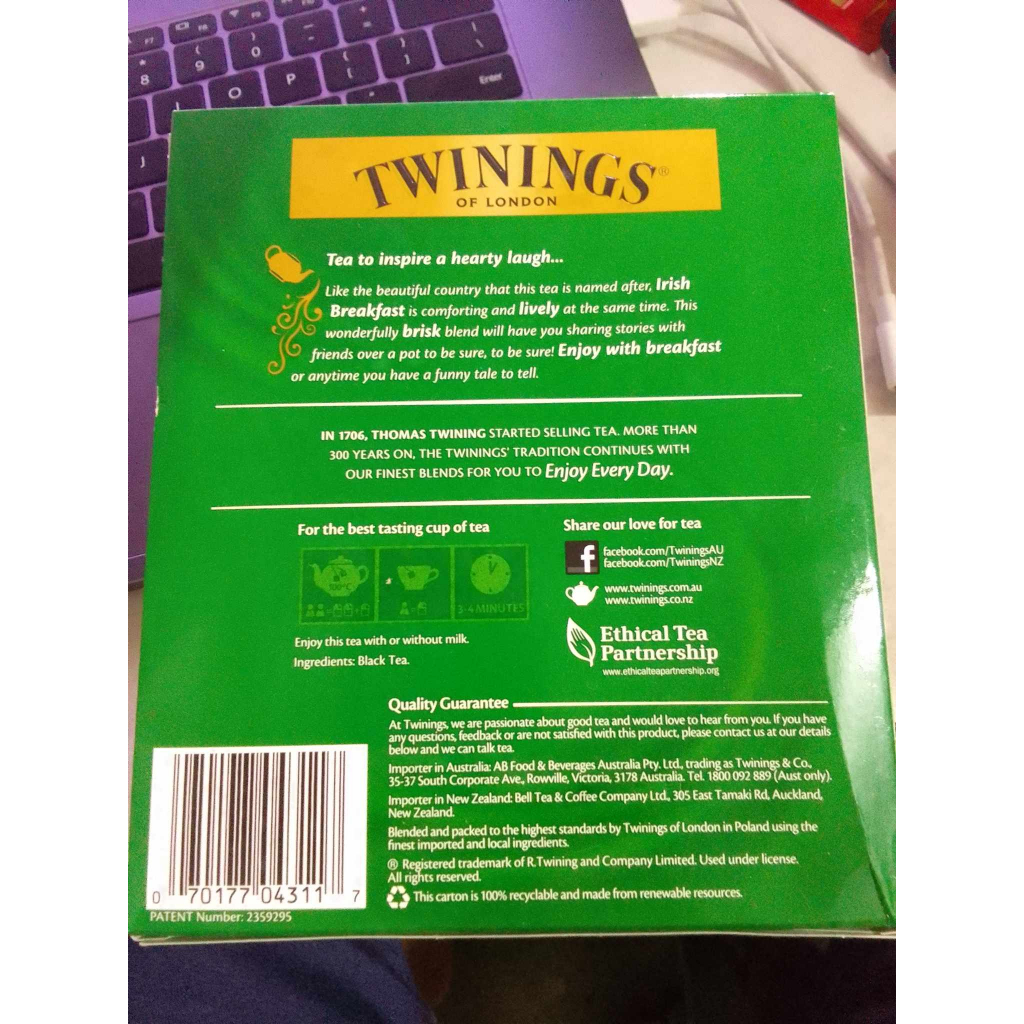 F7
F8
F9
*
8
(
9
)
0
-
+
=
|
\
{
[
}
]
Enter
O
P
J
TWININGS®
OF LONDON
Tea to inspire a hearty laugh...
Like the beautiful country that this tea is named after, Irish
Breakfast is comforting and lively at the same time. This
wonderfully brisk blend will have you sharing stories with
friends over a pot to be sure, to be sure! Enjoy with breakfast
or anytime you have a funny tale to tell.
IN 1706, THOMAS TWINING STARTED SELLING TEA. MORE THAN
300 YEARS ON, THE TWININGS' TRADITION CONTINUES WITH
OUR FINEST BLENDS FOR YOU TO Enjoy Every Day.
For the best tasting cup of tea
100°C
3-4 MINUTES
Enjoy this tea with or without milk.
Ingredients: Black Tea.
Share our love for tea
f
facebook.com/TwiningsAU
facebook.com/TwiningsNZ
www.twinings.com.au
www.twinings.co.nz
Ethical Tea
Partnership
www.ethicalteapartnership.org
Quality Guarantee
At Twinings, we are passionate about good tea and would love to hear from you. If you have
any questions, feedback or are not satisfied with this product, please contact us at our details
below and we can talk tea.
Importer in Australia: AB Food & Beverages Australia Pty. Ltd., trading as Twinings & Co.,
35-37 South Corporate Ave., Rowville, Victoria, 3178 Australia. Tel. 1800 092 889 (Aust only).
Importer in New Zealand: Bell Tea & Coffee Company Ltd., 305 East Tamaki Rd, Auckland,
New Zealand.
Blended and packed to the highest standards by Twinings of London in Poland using the
finest imported and local ingredients.
® Registered trademark of R.Twining and Company Limited. Used under license.
All rights reserved.
This carton is 100% recyclable and made from renewable resources.
0 70177 04311 7
PATENT Number: 2359295